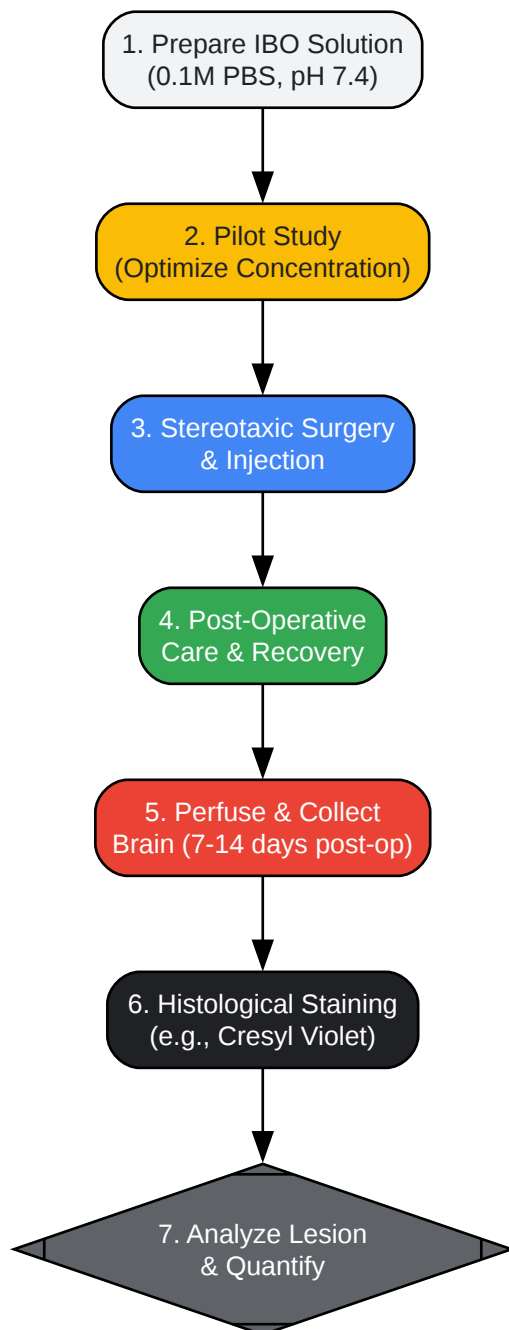 1. Prepare IBO Solution
(0.1M PBS, pH 7.4)
2. Pilot Study
(Optimize Concentration)
3. Stereotaxic Surgery
& Injection
4. Post-Operative
Care & Recovery
5. Perfuse & Collect
Brain (7-14 days post-op)
6. Histological Staining
(e.g., Cresyl Violet)
7. Analyze Lesion
& Quantify